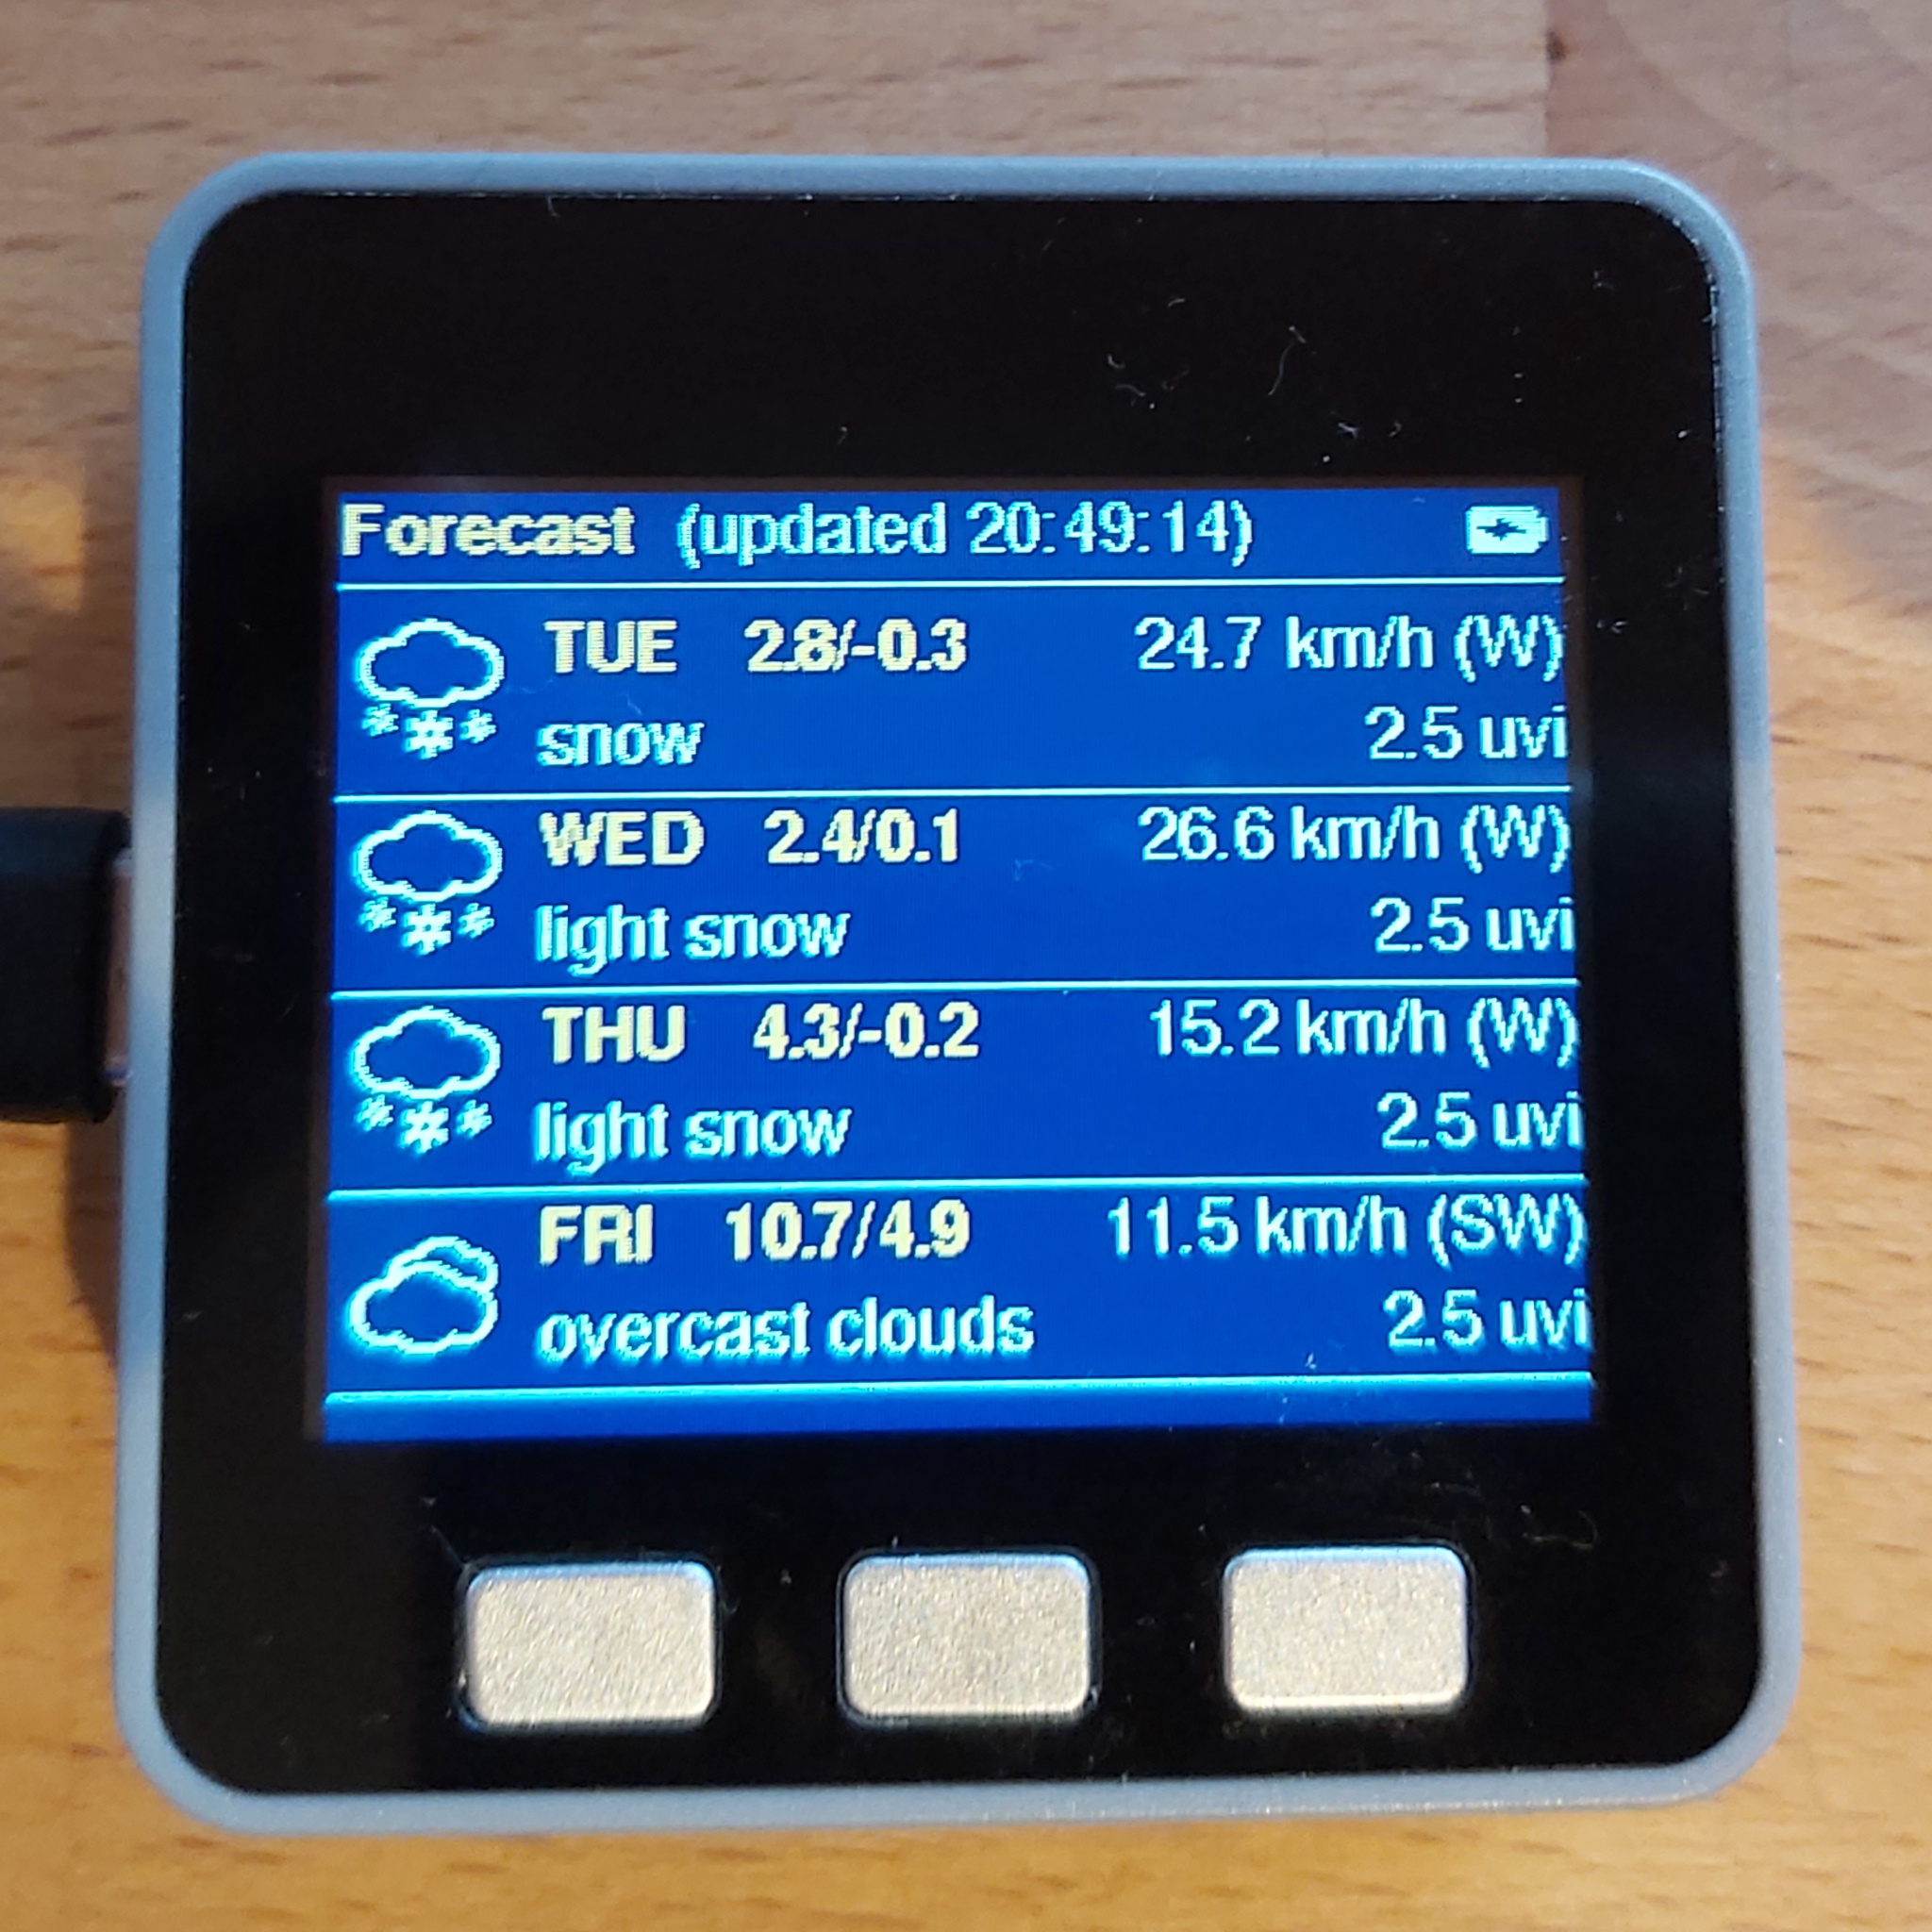 Forecast (updated 20:49:14)
TUE 2.8/-0.3 24.7 km/h (W)
snow 2.5 uvi
WED 2.4/0.1 26.6 km/h (W)
light snow 2.5 uvi
THU 4.3/-0.2 15.2 km/h (W)
light snow 2.5 uvi
FRI 10.7/4.9 11.5 km/h (SW)
overcast clouds 2.5 uvi